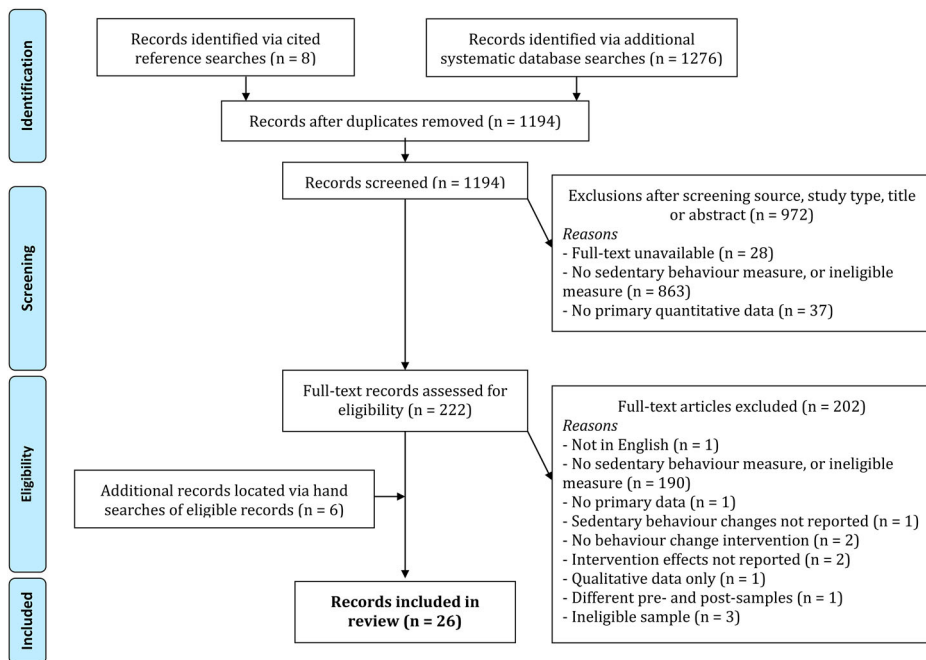 Identification
Records identified via cited
reference searches (n = 8)
Records identified via additional
systematic database searches (n = 1276)
Records after duplicates removed (n = 1194)
Screening
Records screened (n = 1194)
Exclusions after screening source, study type, title
or abstract (n = 972)
Reasons
- Full-text unavailable (n = 28)
- No sedentary behaviour measure, or ineligible
measure (n = 863)
- No primary quantitative data (n = 37)
Eligibility
Full-text records assessed for
eligibility (n = 222)
Full-text articles excluded (n = 202)
Reasons
- Not in English (n = 1)
- No sedentary behaviour measure, or ineligible
measure (n = 190)
- No primary data (n = 1)
- Sedentary behaviour changes not reported (n = 1)
- No behaviour change intervention (n = 2)
- Intervention effects not reported (n = 2)
- Qualitative data only (n = 1)
- Different pre- and post-samples (n = 1)
- Ineligible sample (n = 3)
Additional records located via hand
searches of eligible records (n = 6)
Included
Records included in
review (n = 26)